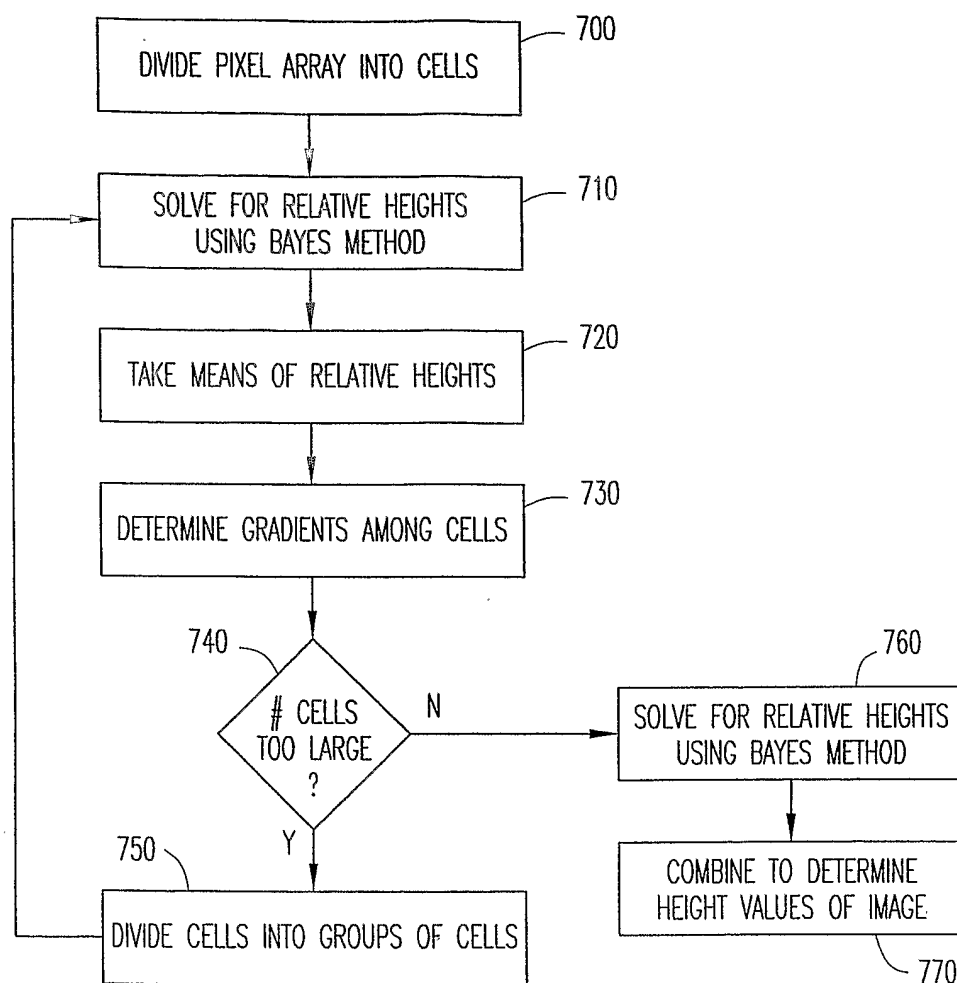 700
DIVIDE PIXEL ARRAY INTO CELLS
710
SOLVE FOR RELATIVE HEIGHTS
USING BAYES METHOD
720
TAKE MEANS OF RELATIVE HEIGHTS
730
DETERMINE GRADIENTS AMONG CELLS
740
# CELLS
TOO LARGE
?
N
Y
750
DIVIDE CELLS INTO GROUPS OF CELLS
760
SOLVE FOR RELATIVE HEIGHTS
USING BAYES METHOD
COMBINE TO DETERMINE
HEIGHT VALUES OF IMAGE
770